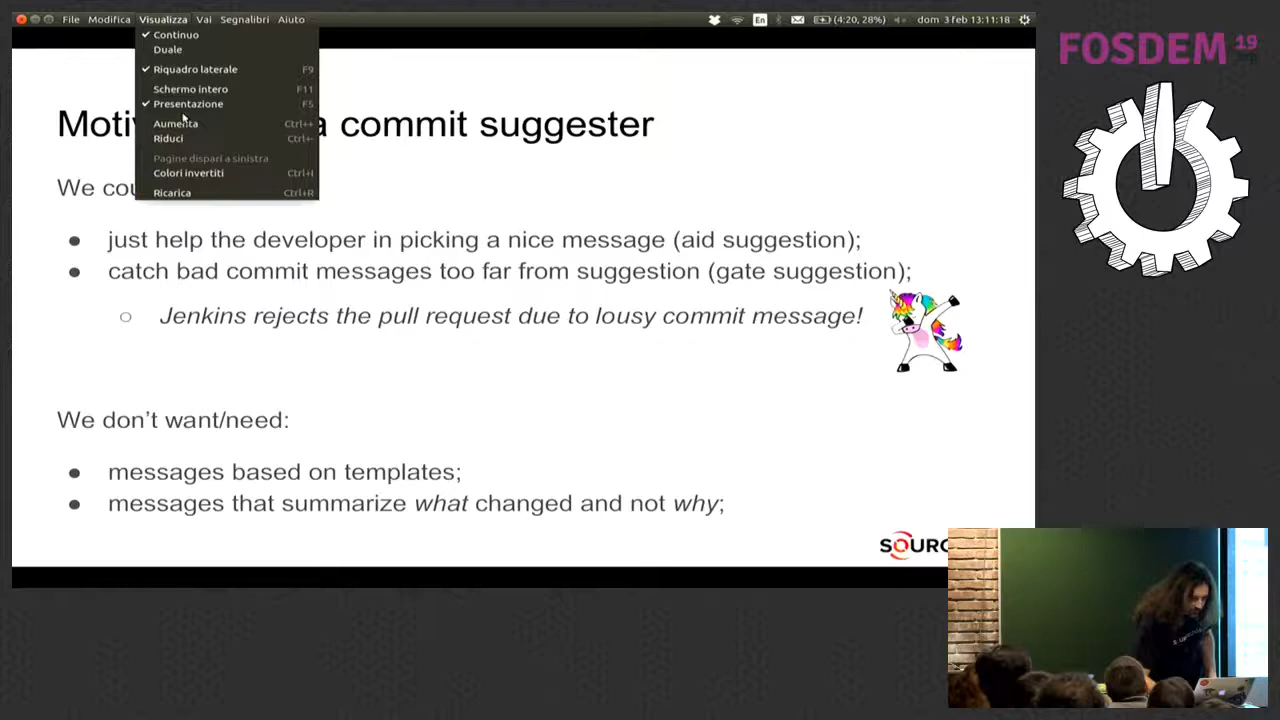 File Modifica Visualizza Vai Segnalibri Aiuto En (4:20, 28%) dom 3 feb 13:11:18
Continuo
Duale
Riquadro laterale F9
Schermo intero F11
Presentazione F5
Aumenta Ctrl++
Riduci Ctrl+-
Pagine dispari a sinistra
Colori invertiti Ctrl+I
Ricarica Ctrl+R
FOSDEM 19
Moti a commit suggester
We cou
just help the developer in picking a nice message (aid suggestion);
catch bad commit messages too far from suggestion (gate suggestion);
Jenkins rejects the pull request due to lousy commit message!
We don't want/need:
messages based on templates;
messages that summarize what changed and not why;
SOURC